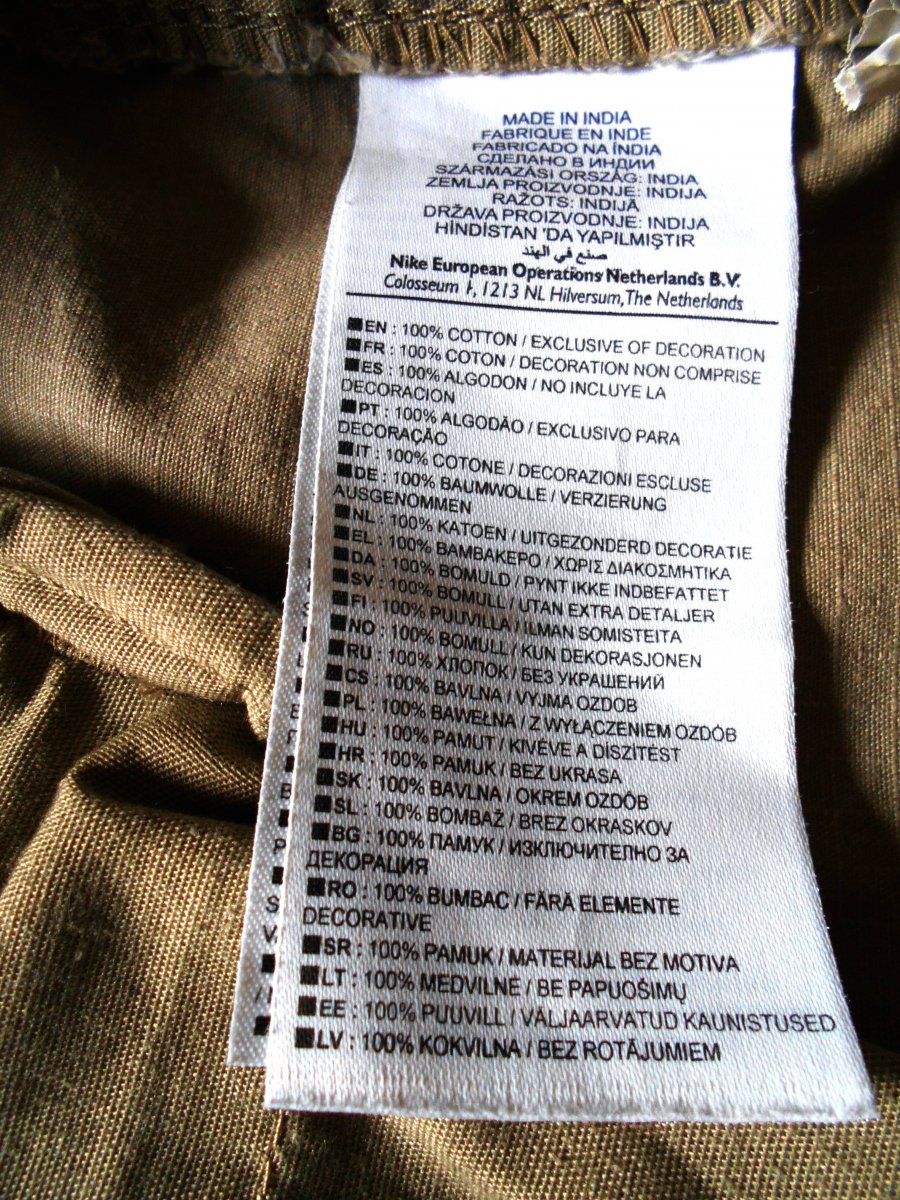 MADE IN INDIA
FABRIQUE EN INDE
FABRICADO NA ÍNDIA
СДЕЛАНО В ИНДИИ
SZÁRMAZÁSI ORSZÁG: INDIA
ZEMLJA PROIZVODNJE: INDIJA
RAŽOTS: INDIJĀ
DRŽAVA PROIZVODNJE: INDIJA
HİNDİSTAN 'DA YAPILMIŞTIR
صنع في الهند
Nike European Operations Netherlands B.V.
Colosseum 1, 1213 NL Hilversum, The Netherlands
■EN : 100% COTTON / EXCLUSIVE OF DECORATION
■FR : 100% COTON / DECORATION NON COMPRISE
■ES : 100% ALGODON / NO INCLUYE LA
DECORACION
■PT : 100% ALGODÃO / EXCLUSIVO PARA
DECORAÇÃO
■IT : 100% COTONE / DECORAZIONI ESCLUSE
■DE : 100% BAUMWOLLE / VERZIERUNG
AUSGENOMMEN
■NL : 100% KATOEN / UITGEZONDERD DECORATIE
■EL : 100% ΒΑΜΒΑΚΕΡΟ / ΧΩΡΙΣ ΔΙΑΚΟΣΜΗΤΙΚΑ
■DA : 100% BOMULD / PYNT IKKE INDBEFATTET
■SV : 100% BOMULL / UTAN EXTRA DETALJER
■FI : 100% PUUVILLA / ILMAN SOMISTEITA
■NO : 100% BOMULL / KUN DEKORASJONEN
■RU : 100% ХЛОПОК / БЕЗ УКРАШЕНИЙ
■CS : 100% BAVLNA / VYJMA OZDOB
■PL : 100% BAWEŁNA / Z WYŁĄCZENIEM OZDÓB
■HU : 100% PAMUT / KIVÉVE A DÍSZÍTÉST
■HR : 100% PAMUK / BEZ UKRASA
■SK : 100% BAVLNA / OKREM OZDÔB
■SL : 100% BOMBAŽ / BREZ OKRASKOV
■BG : 100% ПАМУК / ИЗКЛЮЧИТЕЛНО ЗА
ДЕКОРАЦИЯ
■RO : 100% BUMBAC / FĂRĂ ELEMENTE
DECORATIVE
■SR : 100% PAMUK / MATERIJAL BEZ MOTIVA
■LT : 100% MEDVILNE / BE PAPUOŠIMŲ
■EE : 100% PUUVILL / VÄLJAARVATUD KAUNISTUSED
■LV : 100% KOKVILNA / BEZ ROTĀJUMIEM